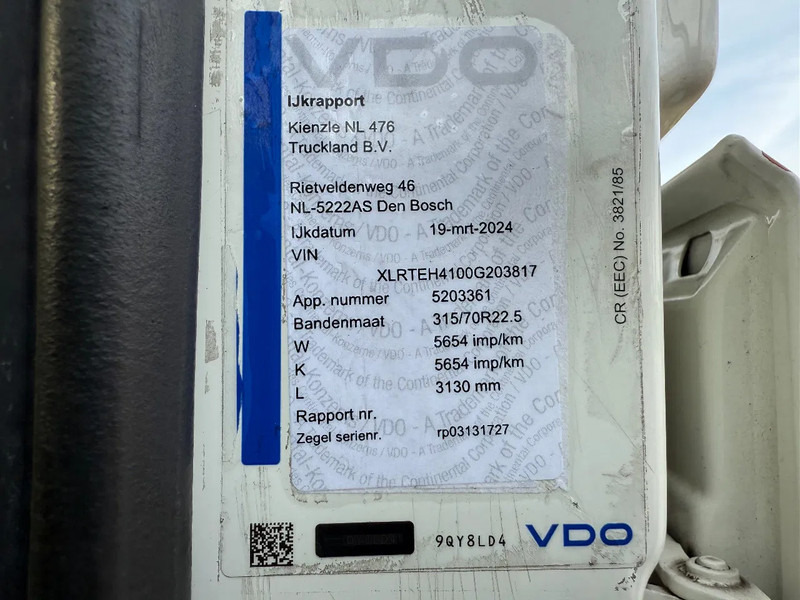 VDO
IJkrapport
Kienzle NL 476
Truckland B.V.
Rietveldenweg 46
NL-5222AS Den Bosch
IJkdatum 19-mrt-2024
VIN
XLRTEH4100G203817
App. nummer 5203361
Bandenmaat 315/70R22.5
W 5654 imp/km
K 5654 imp/km
L 3130 mm
Rapport nr.
Zegel serienr. rp03131727
CR (EEC) No. 3821/85
9QY8LD4 VDO